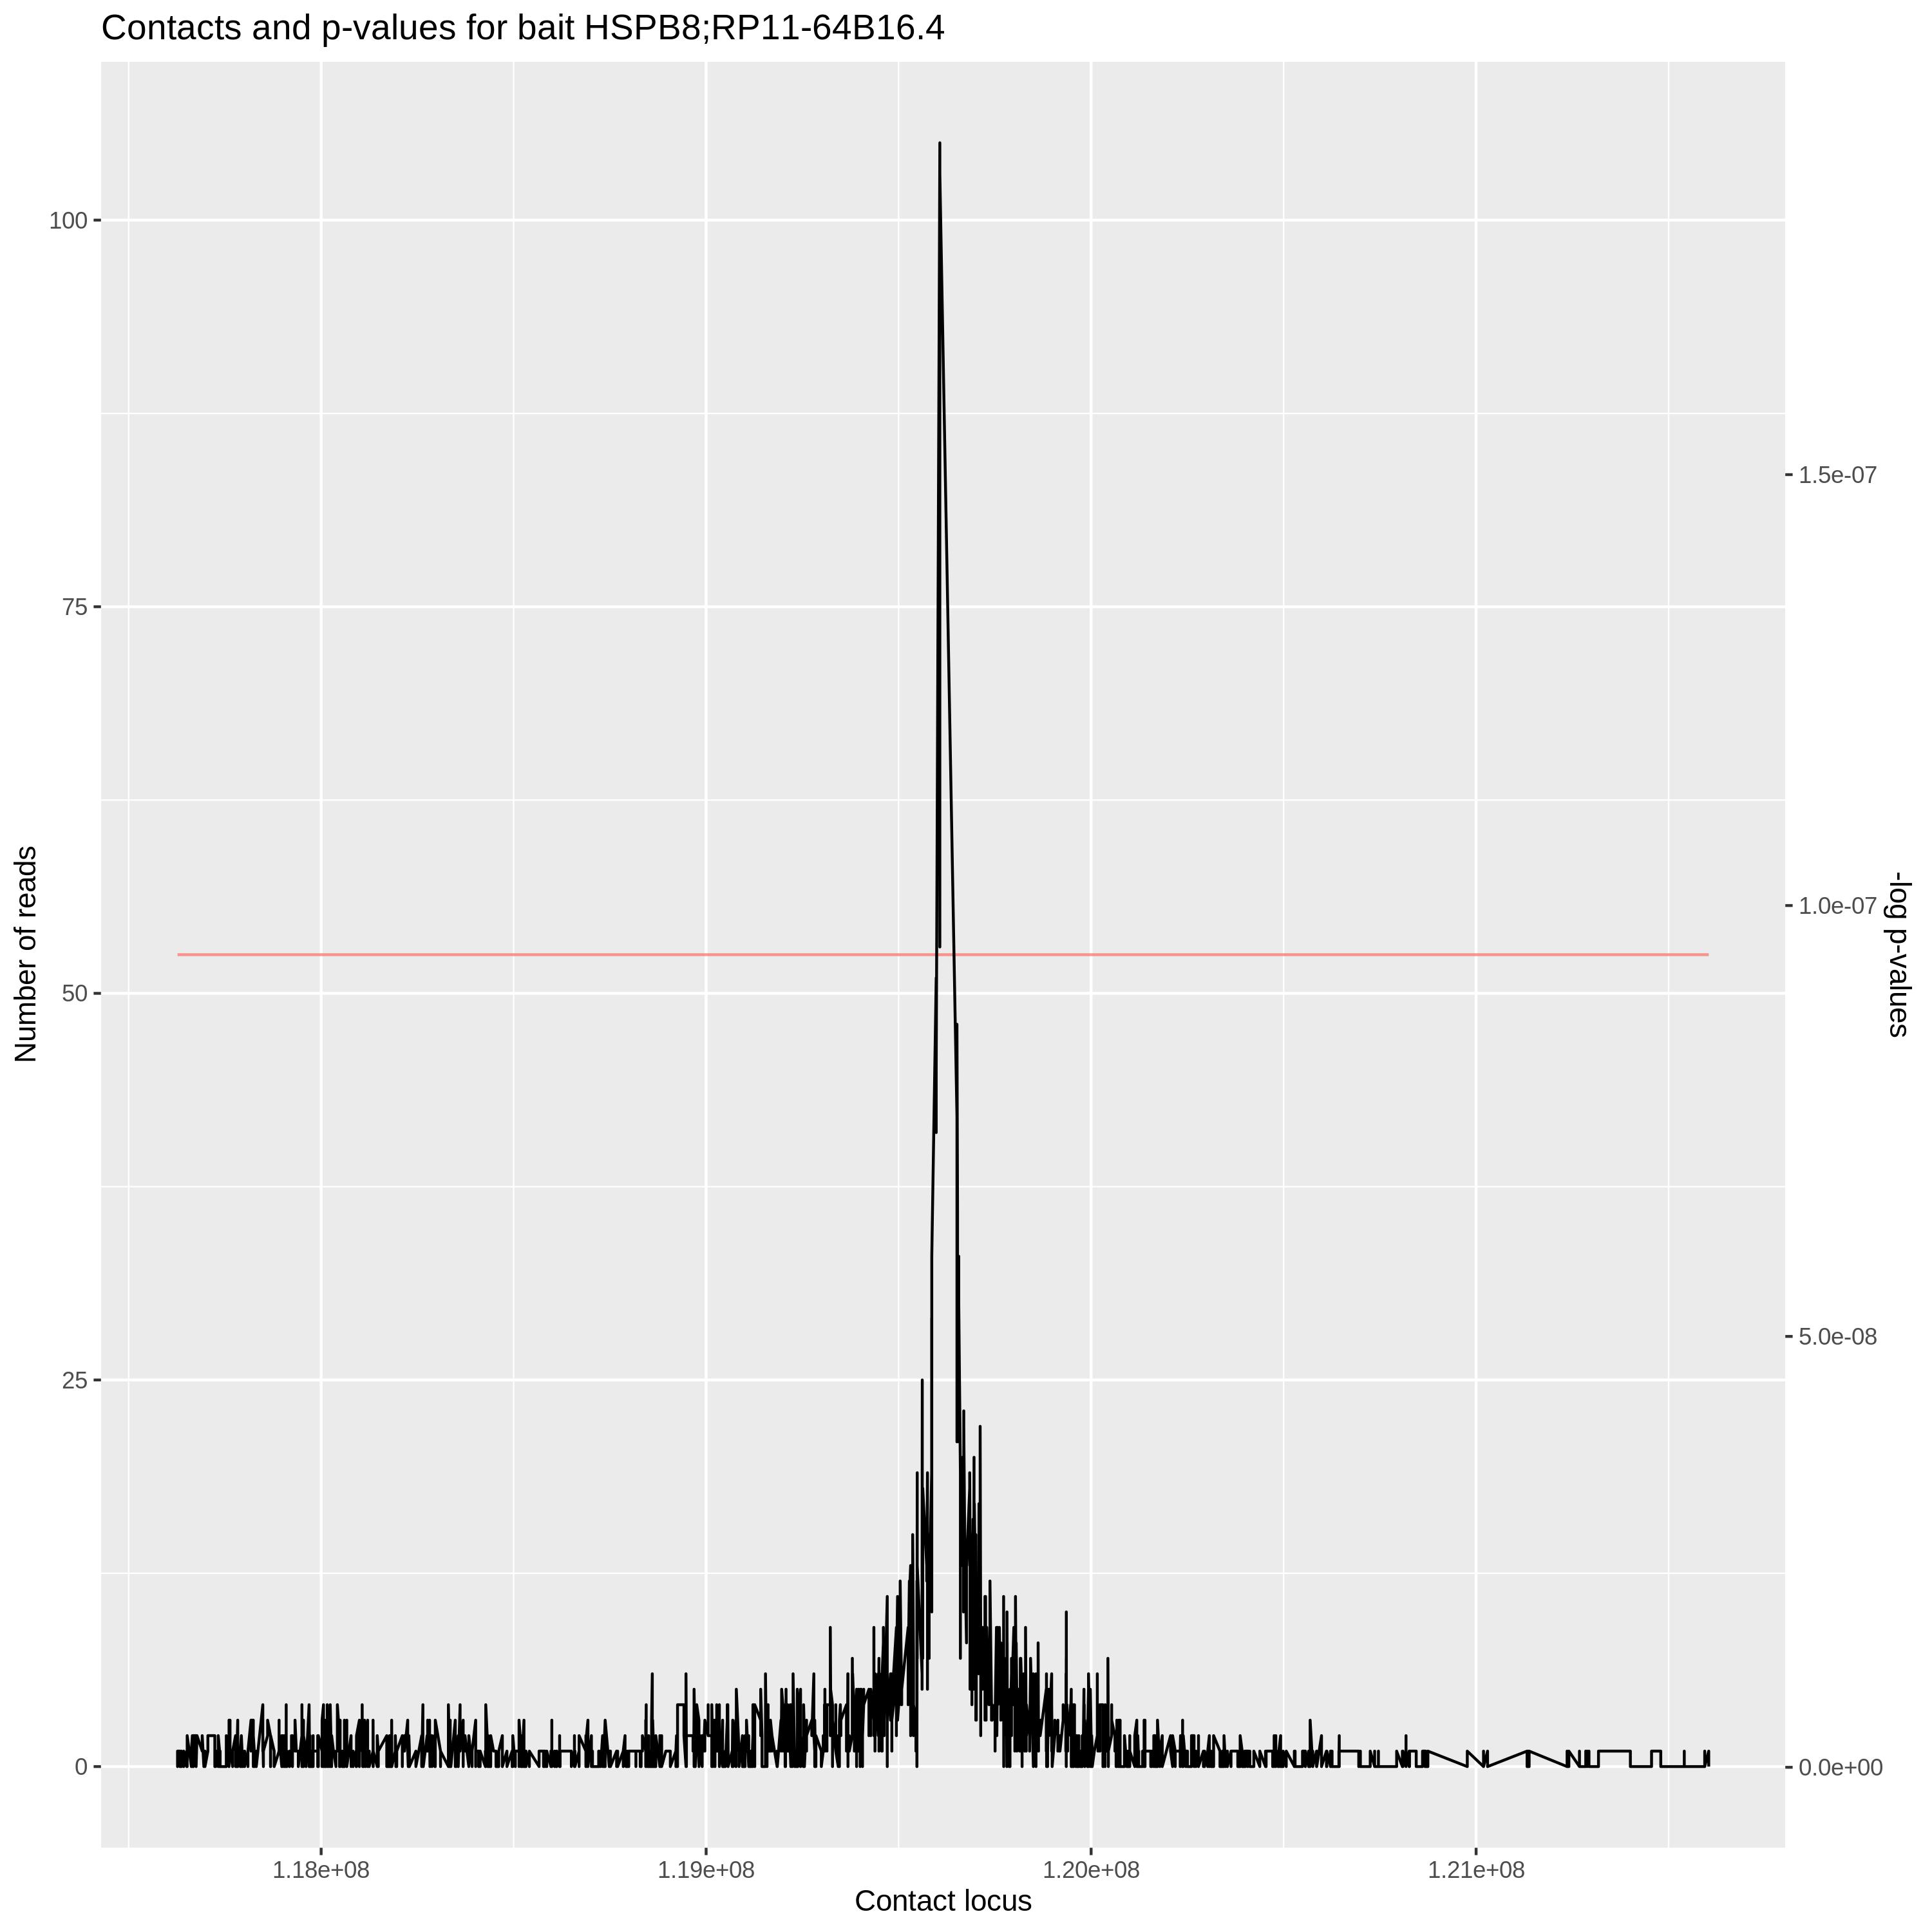 Contacts and p-values for bait HSPB8;RP11-64B16.4
100
75
50
25
0
Number of reads
1.5e-07
1.0e-07
5.0e-08
0.0e+00
-log p-values
1.18e+08
1.19e+08
1.20e+08
1.21e+08
Contact locus